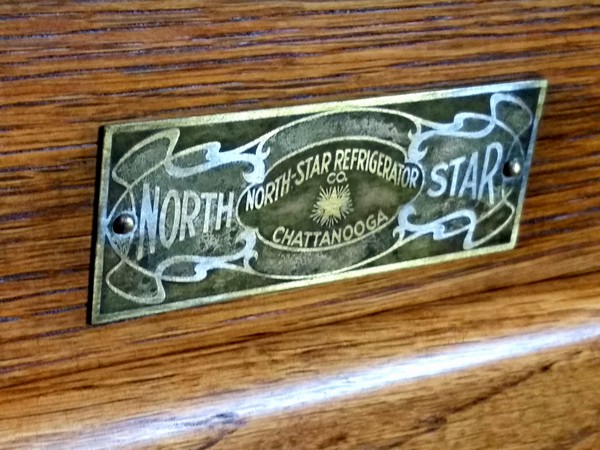 NORTH
NORTH-STAR REFRIGERATOR
CO.
CHATTANOOGA
STAR